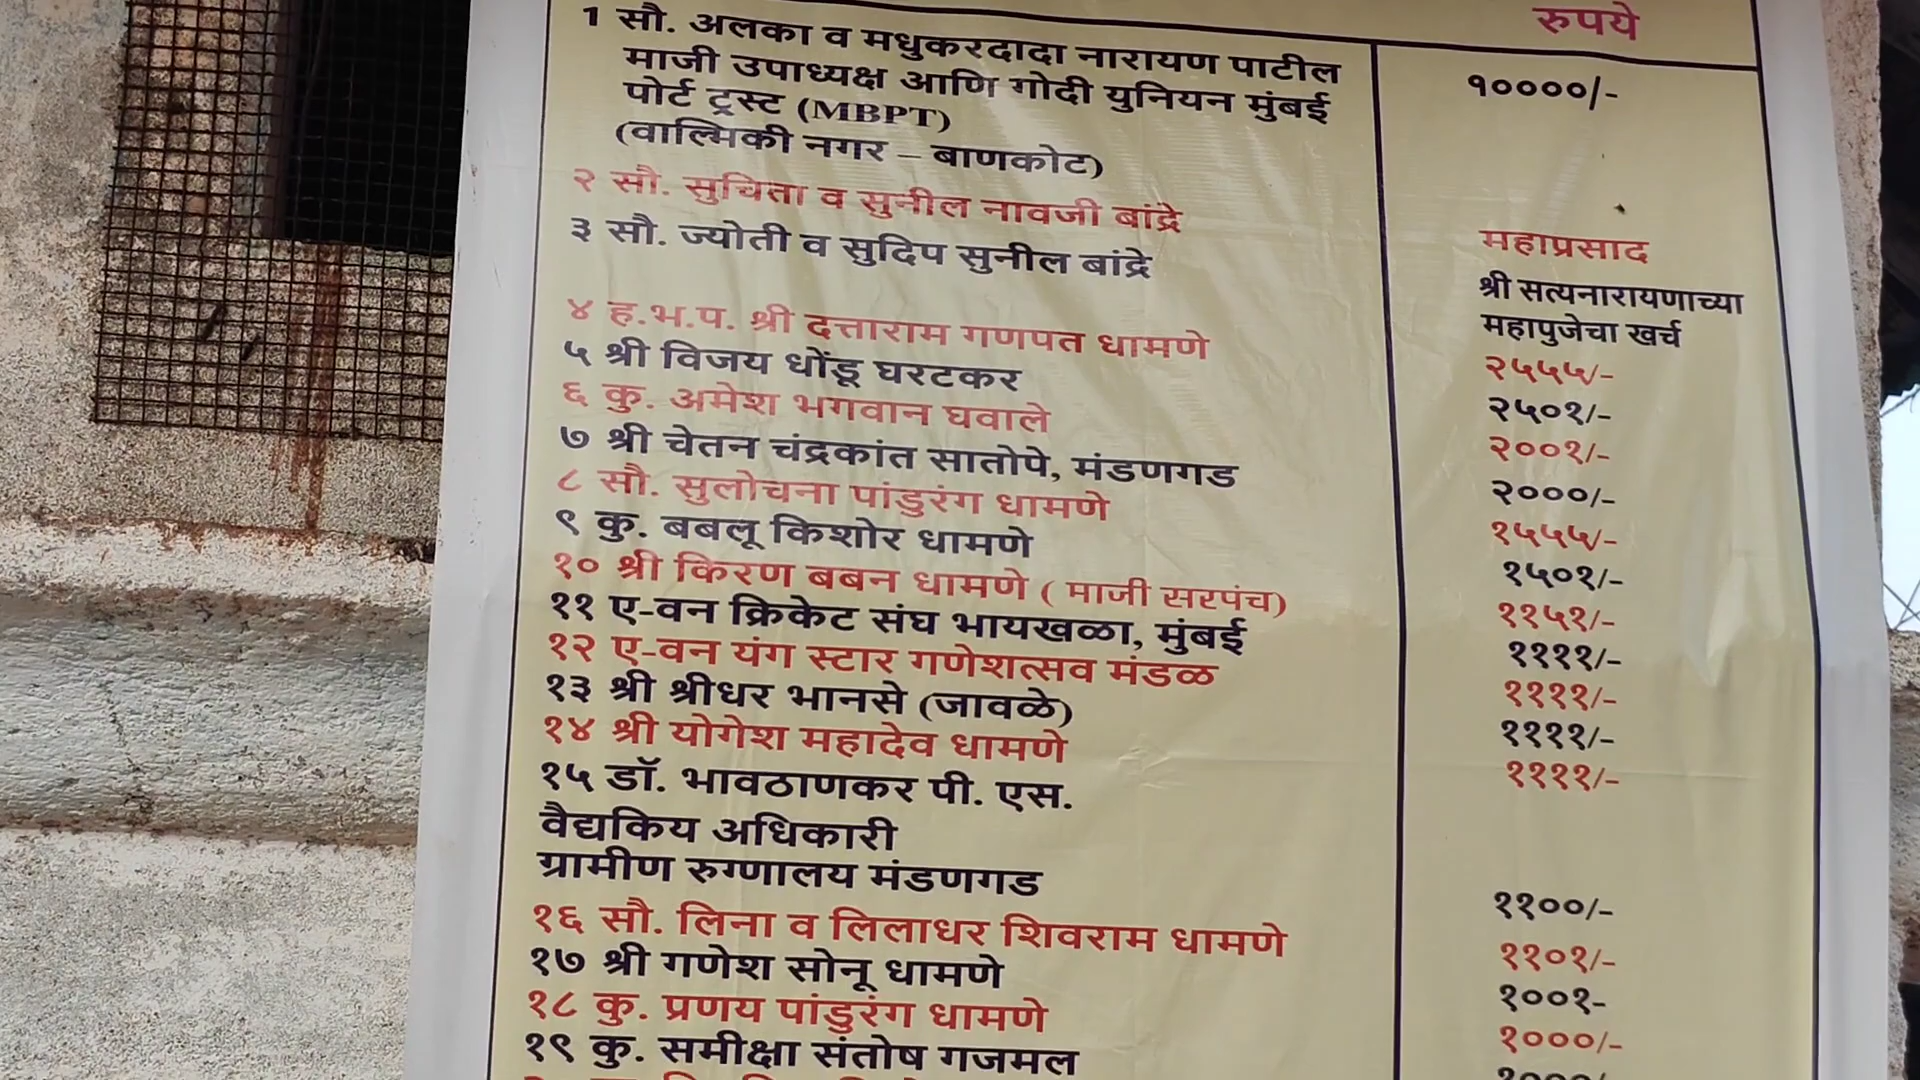 रुपये
1 सौ. अलका व मधुकरदादा नारायण पाटील १००००/-
माजी उपाध्यक्ष आणि गोदी युनियन मुंबई
पोर्ट ट्रस्ट (MBPT)
(वाल्मिकी नगर – बाणकोट)
२ सौ. सुचिता व सुनील नावजी बांद्रे महाप्रसाद
३ सौ. ज्योती व सुदिप सुनील बांद्रे श्री सत्यनारायणाच्या
महापुजेचा खर्च
४ ह.भ.प. श्री दत्ताराम गणपत धामणे २५५५/-
५ श्री विजय धोंडू घरटकर २५०१/-
६ कु. अमेश भगवान घवाले २००१/-
७ श्री चेतन चंद्रकांत सातोपे, मंडणगड २०००/-
८ सौ. सुलोचना पांडुरंग धामणे १५५५/-
९ कु. बबलू किशोर धामणे १५०१/-
१० श्री किरण बबन धामणे ( माजी सरपंच) ११५१/-
११ ए-वन क्रिकेट संघ भायखळा, मुंबई ११११/-
१२ ए-वन यंग स्टार गणेशत्सव मंडळ ११११/-
१३ श्री श्रीधर भानसे (जावळे) ११११/-
१४ श्री योगेश महादेव धामणे ११११/-
१५ डॉ. भावठाणकर पी. एस.
वैद्यकिय अधिकारी
ग्रामीण रुग्णालय मंडणगड ११००/-
१६ सौ. लिना व लिलाधर शिवराम धामणे ११०१/-
१७ श्री गणेश सोनू धामणे १००१-
१८ कु. प्रणय पांडुरंग धामणे १०००/-
१९ कु. समीक्षा संतोष गजमल